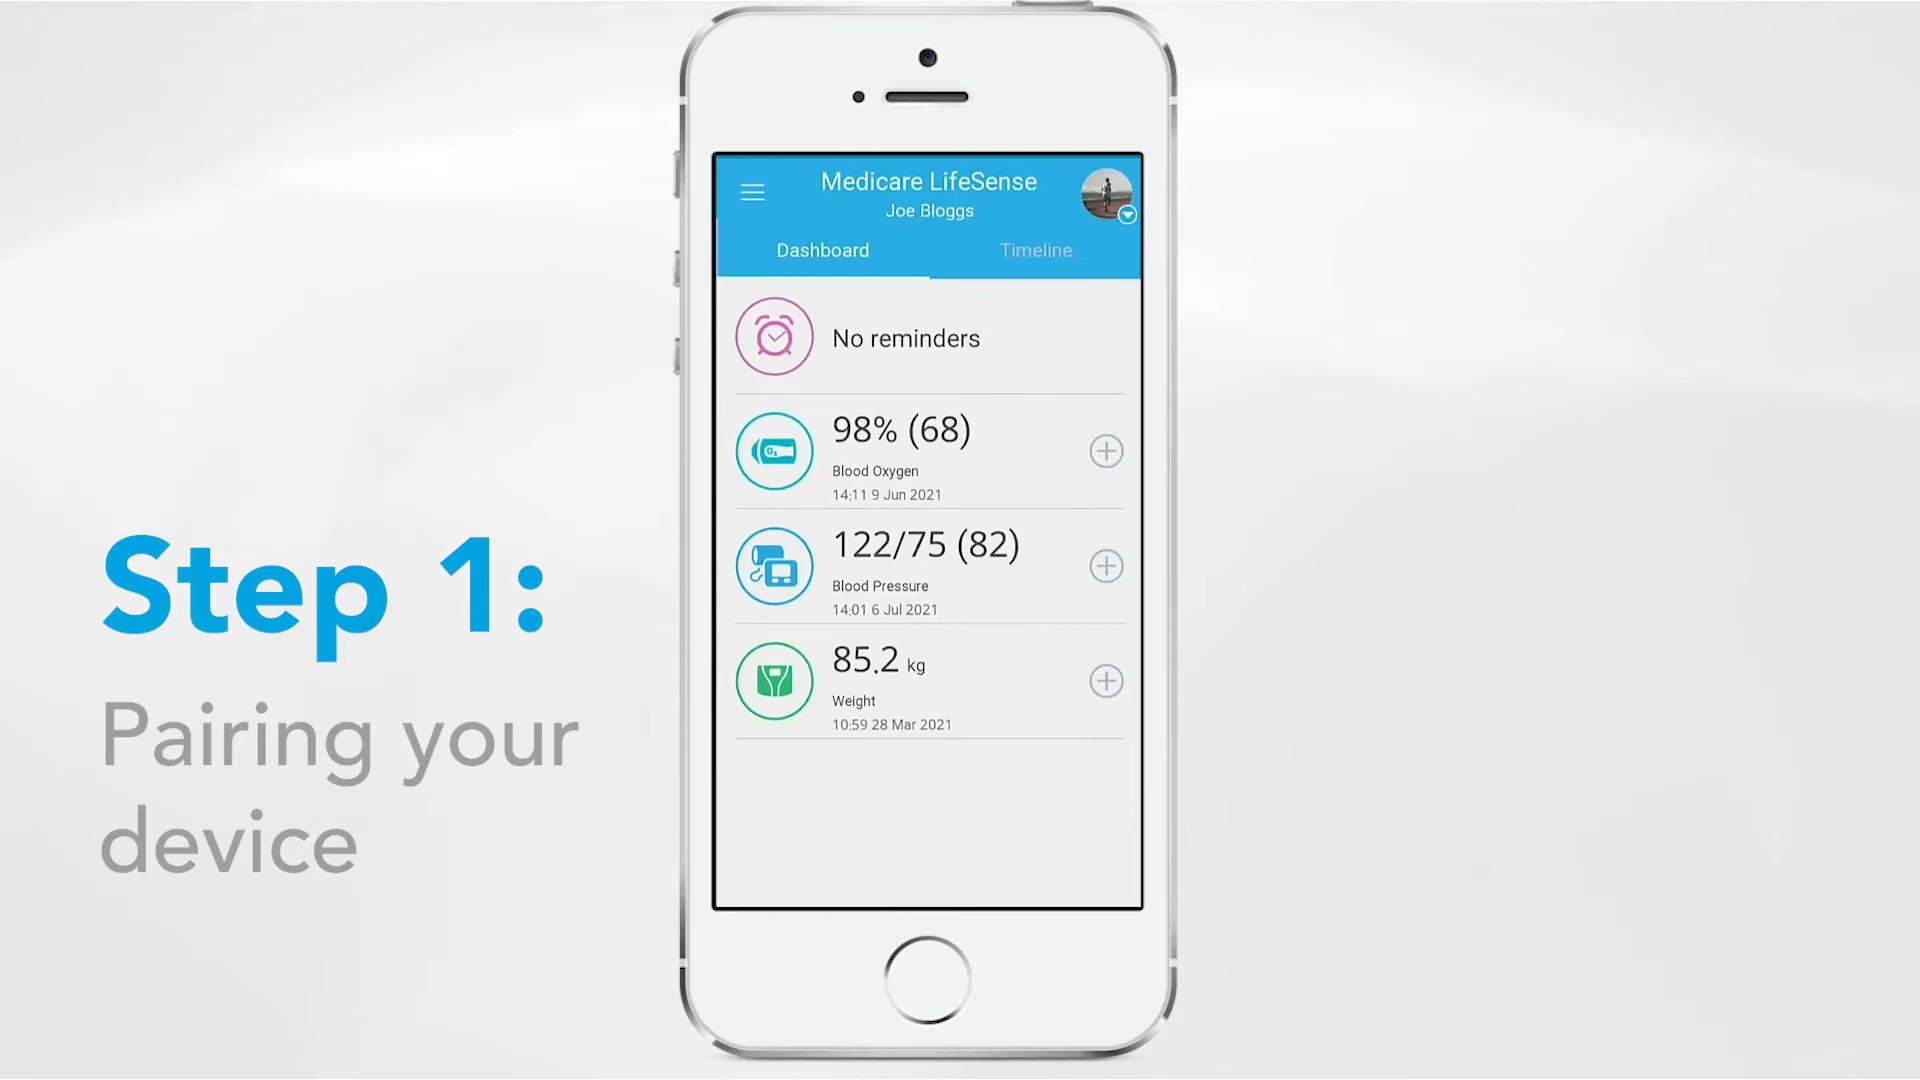 Step 1:
Pairing your
device
Medicare LifeSense
Joe Bloggs
Dashboard
Timeline
No reminders
98% (68)
Blood Oxygen
14:11 9 Jun 2021
122/75 (82)
Blood Pressure
14:01 6 Jul 2021
85.2 kg
Weight
10:59 28 Mar 2021